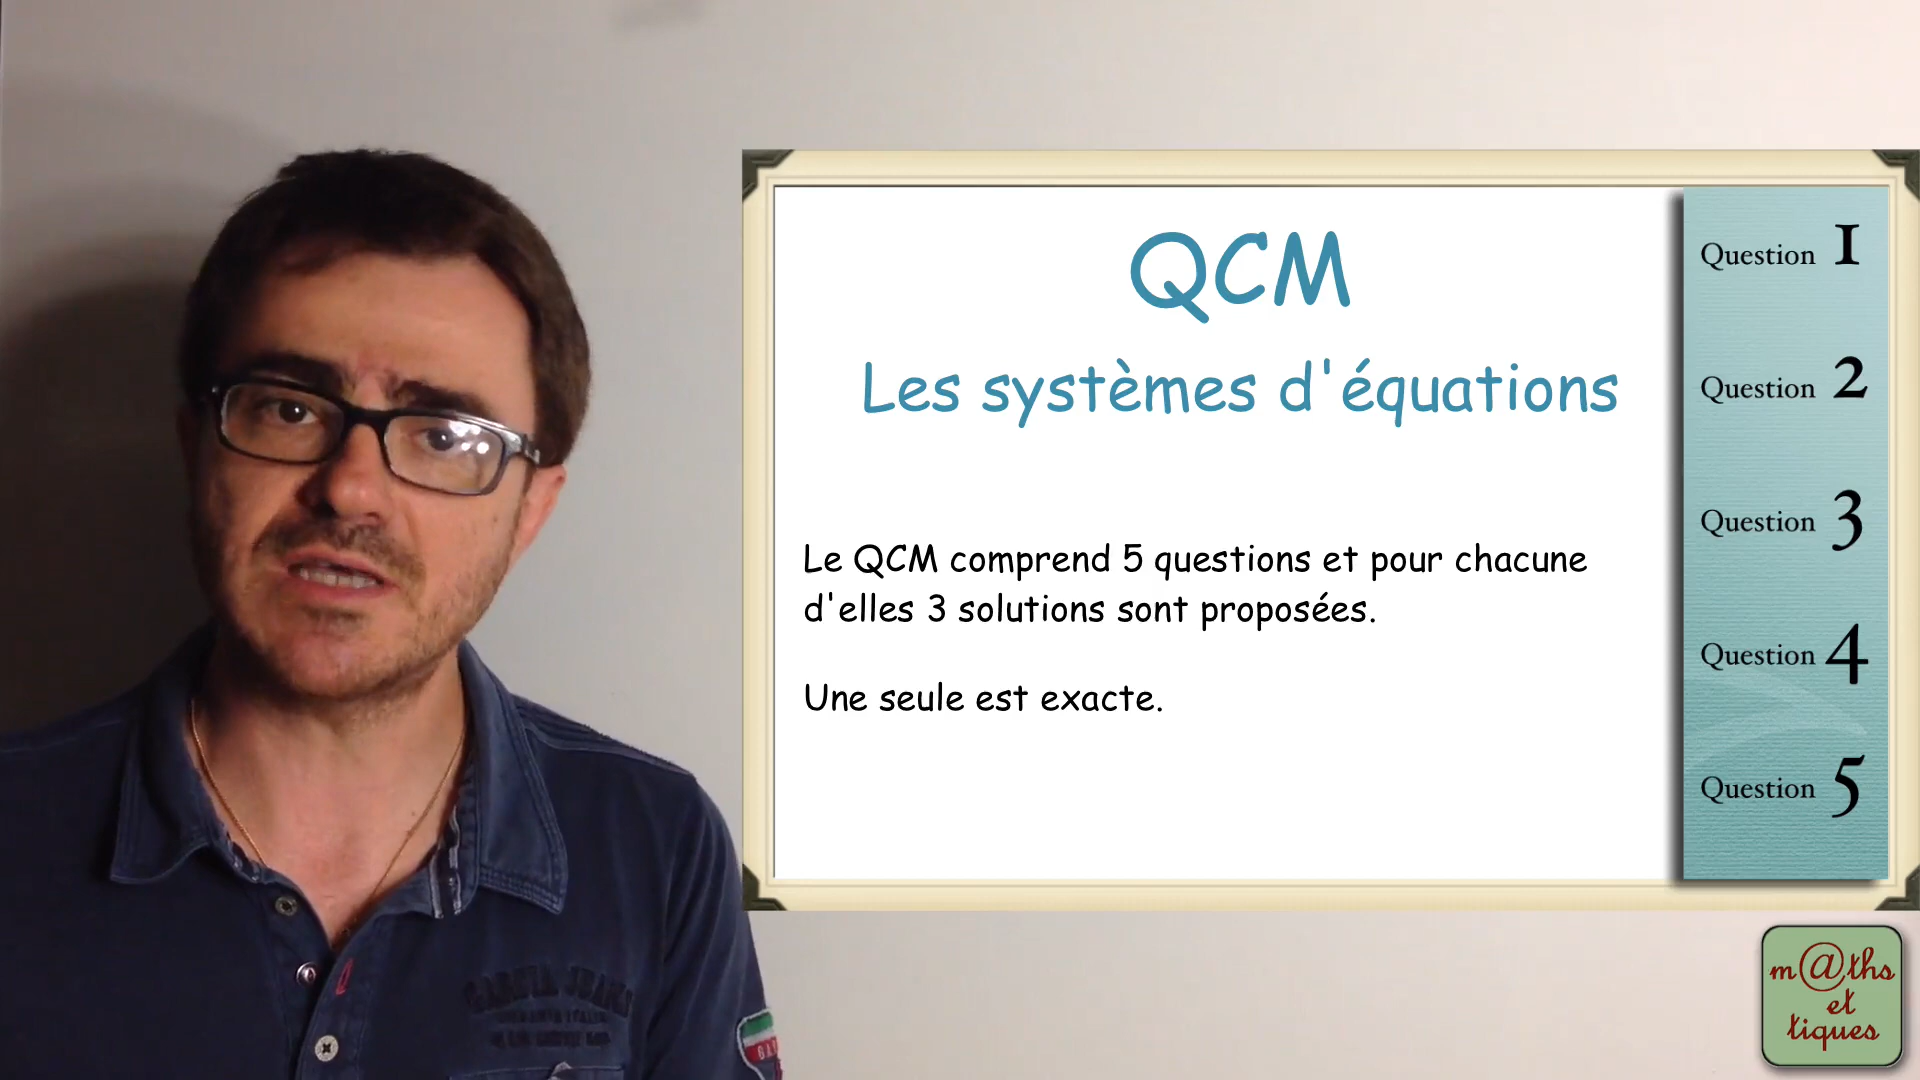 QCM
Les systèmes d'équations
Le QCM comprend 5 questions et pour chacune
d'elles 3 solutions sont proposées.
Une seule est exacte.
Question 1
Question 2
Question 3
Question 4
Question 5
m@ths
et
tiques